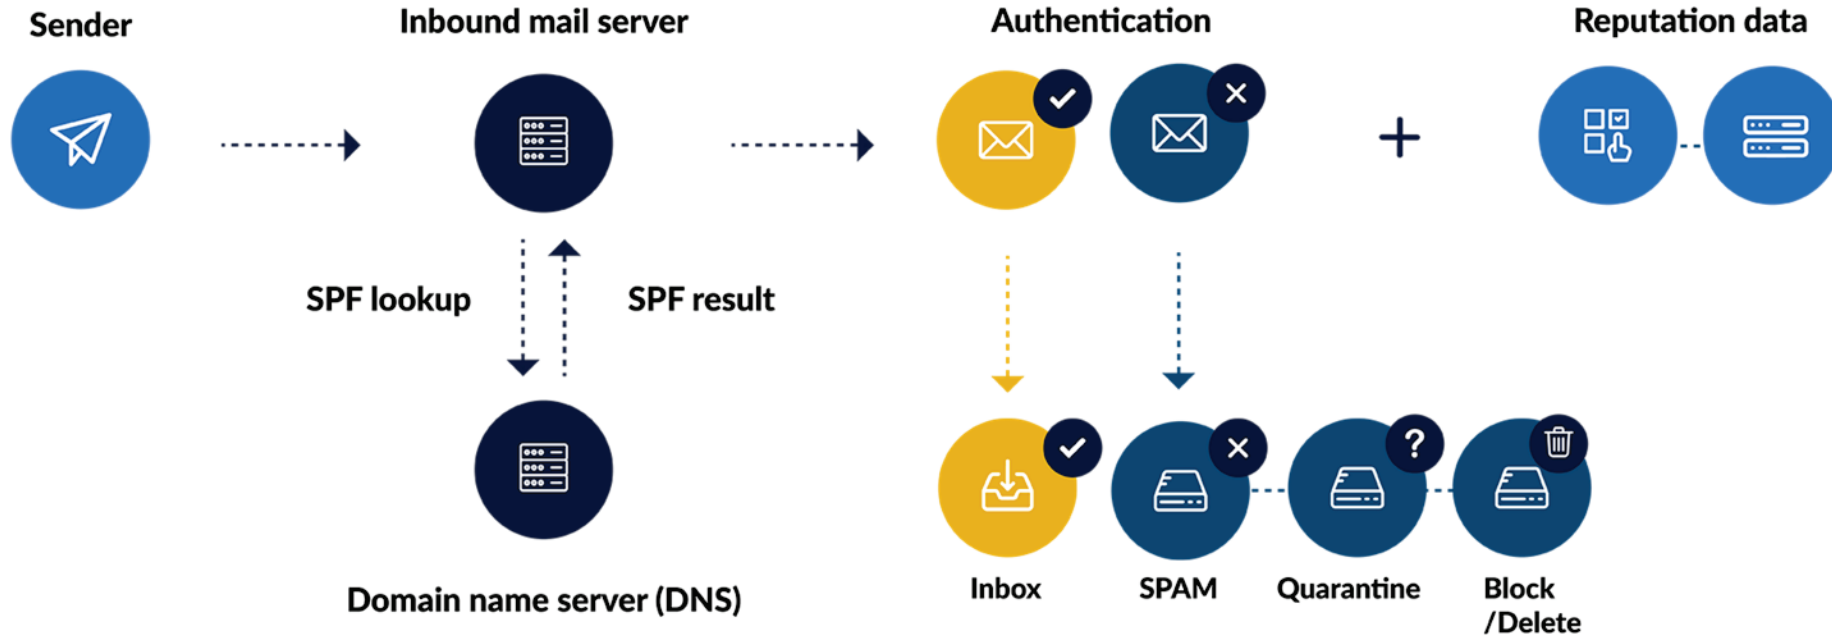 Sender
Inbound mail server
Authentication
Reputation data
SPF lookup
SPF result
Domain name server (DNS)
Inbox
SPAM
Quarantine
Block
/Delete